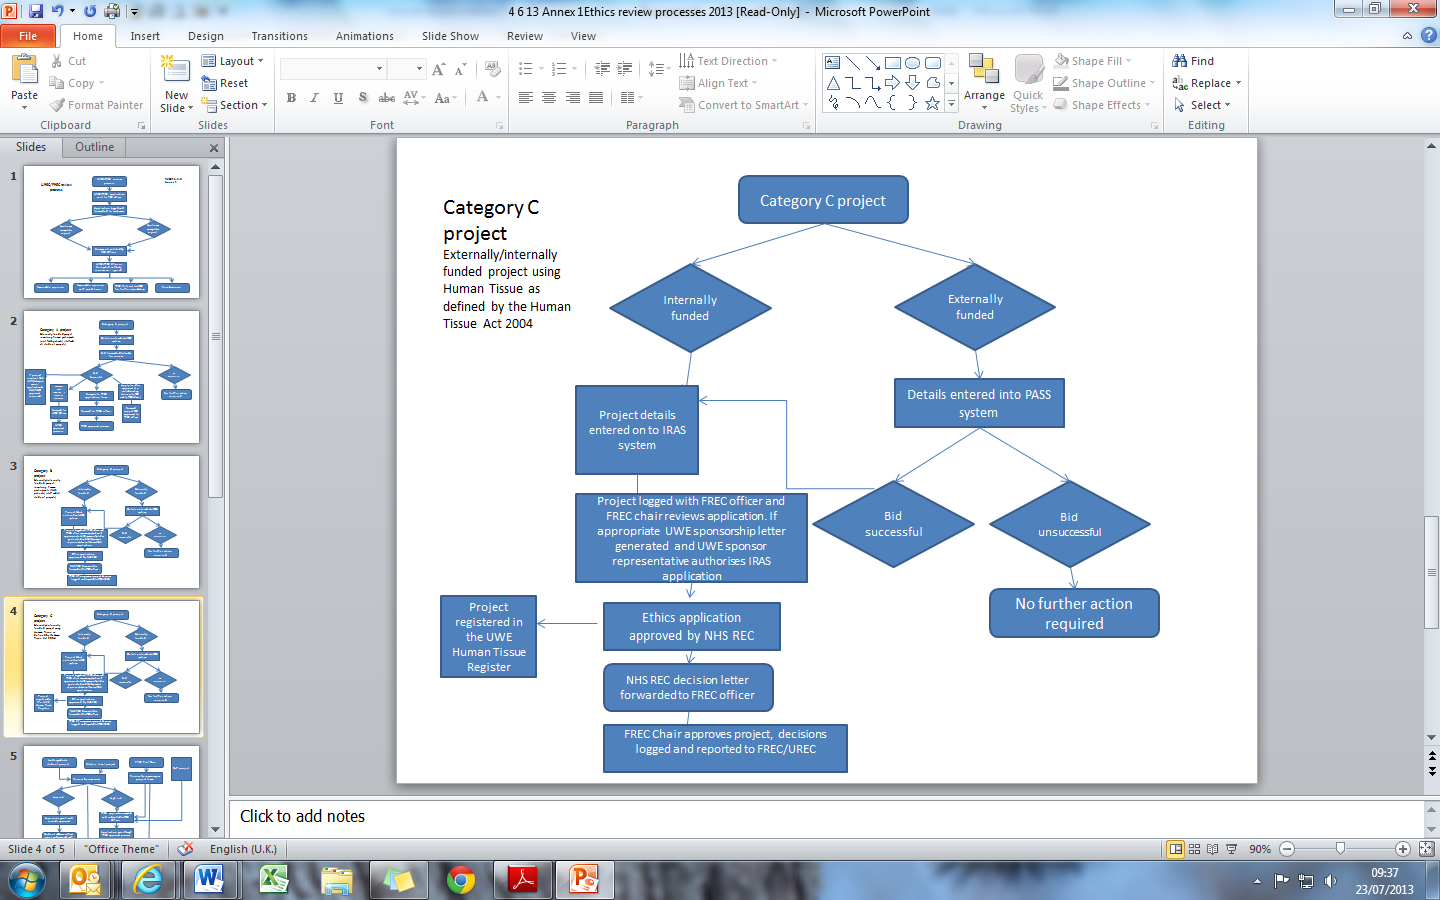 4 6 13 Annex 1Ethics review processes 2013 [Read-Only] - Microsoft PowerPoint
File Home Insert Design Transitions Animations Slide Show Review View
Paste
Cut
Copy
Format Painter
Clipboard
New
Slide
Layout
Reset
Section
Slides
B I U S abc AV Aa A
Font
Text Direction
Align Text
Convert to SmartArt
Paragraph
Arrange
Quick
Styles
Shape Fill
Shape Outline
Shape Effects
Drawing
Find
Replace
Select
Editing
Slides Outline
1
2
3
4
5
Category C
project
Externally/internally
funded project using
Human Tissue as
defined by the Human
Tissue Act 2004
Category C project
Internally
funded
Externally
funded
Project details
entered on to IRAS
system
Details entered into PASS
system
Project logged with FREC officer and
FREC chair reviews application. If
appropriate UWE sponsorship letter
generated and UWE sponsor
representative authorises IRAS
application
Bid
successful
Bid
unsuccessful
No further action
required
Project
registered in
the UWE
Human Tissue
Register
Ethics application
approved by NHS REC
NHS REC decision letter
forwarded to FREC officer
FREC Chair approves project, decisions
logged and reported to FREC/UREC
Click to add notes
Slide 4 of 5 "Office Theme" English (U.K.) 90%
09:37
23/07/2013